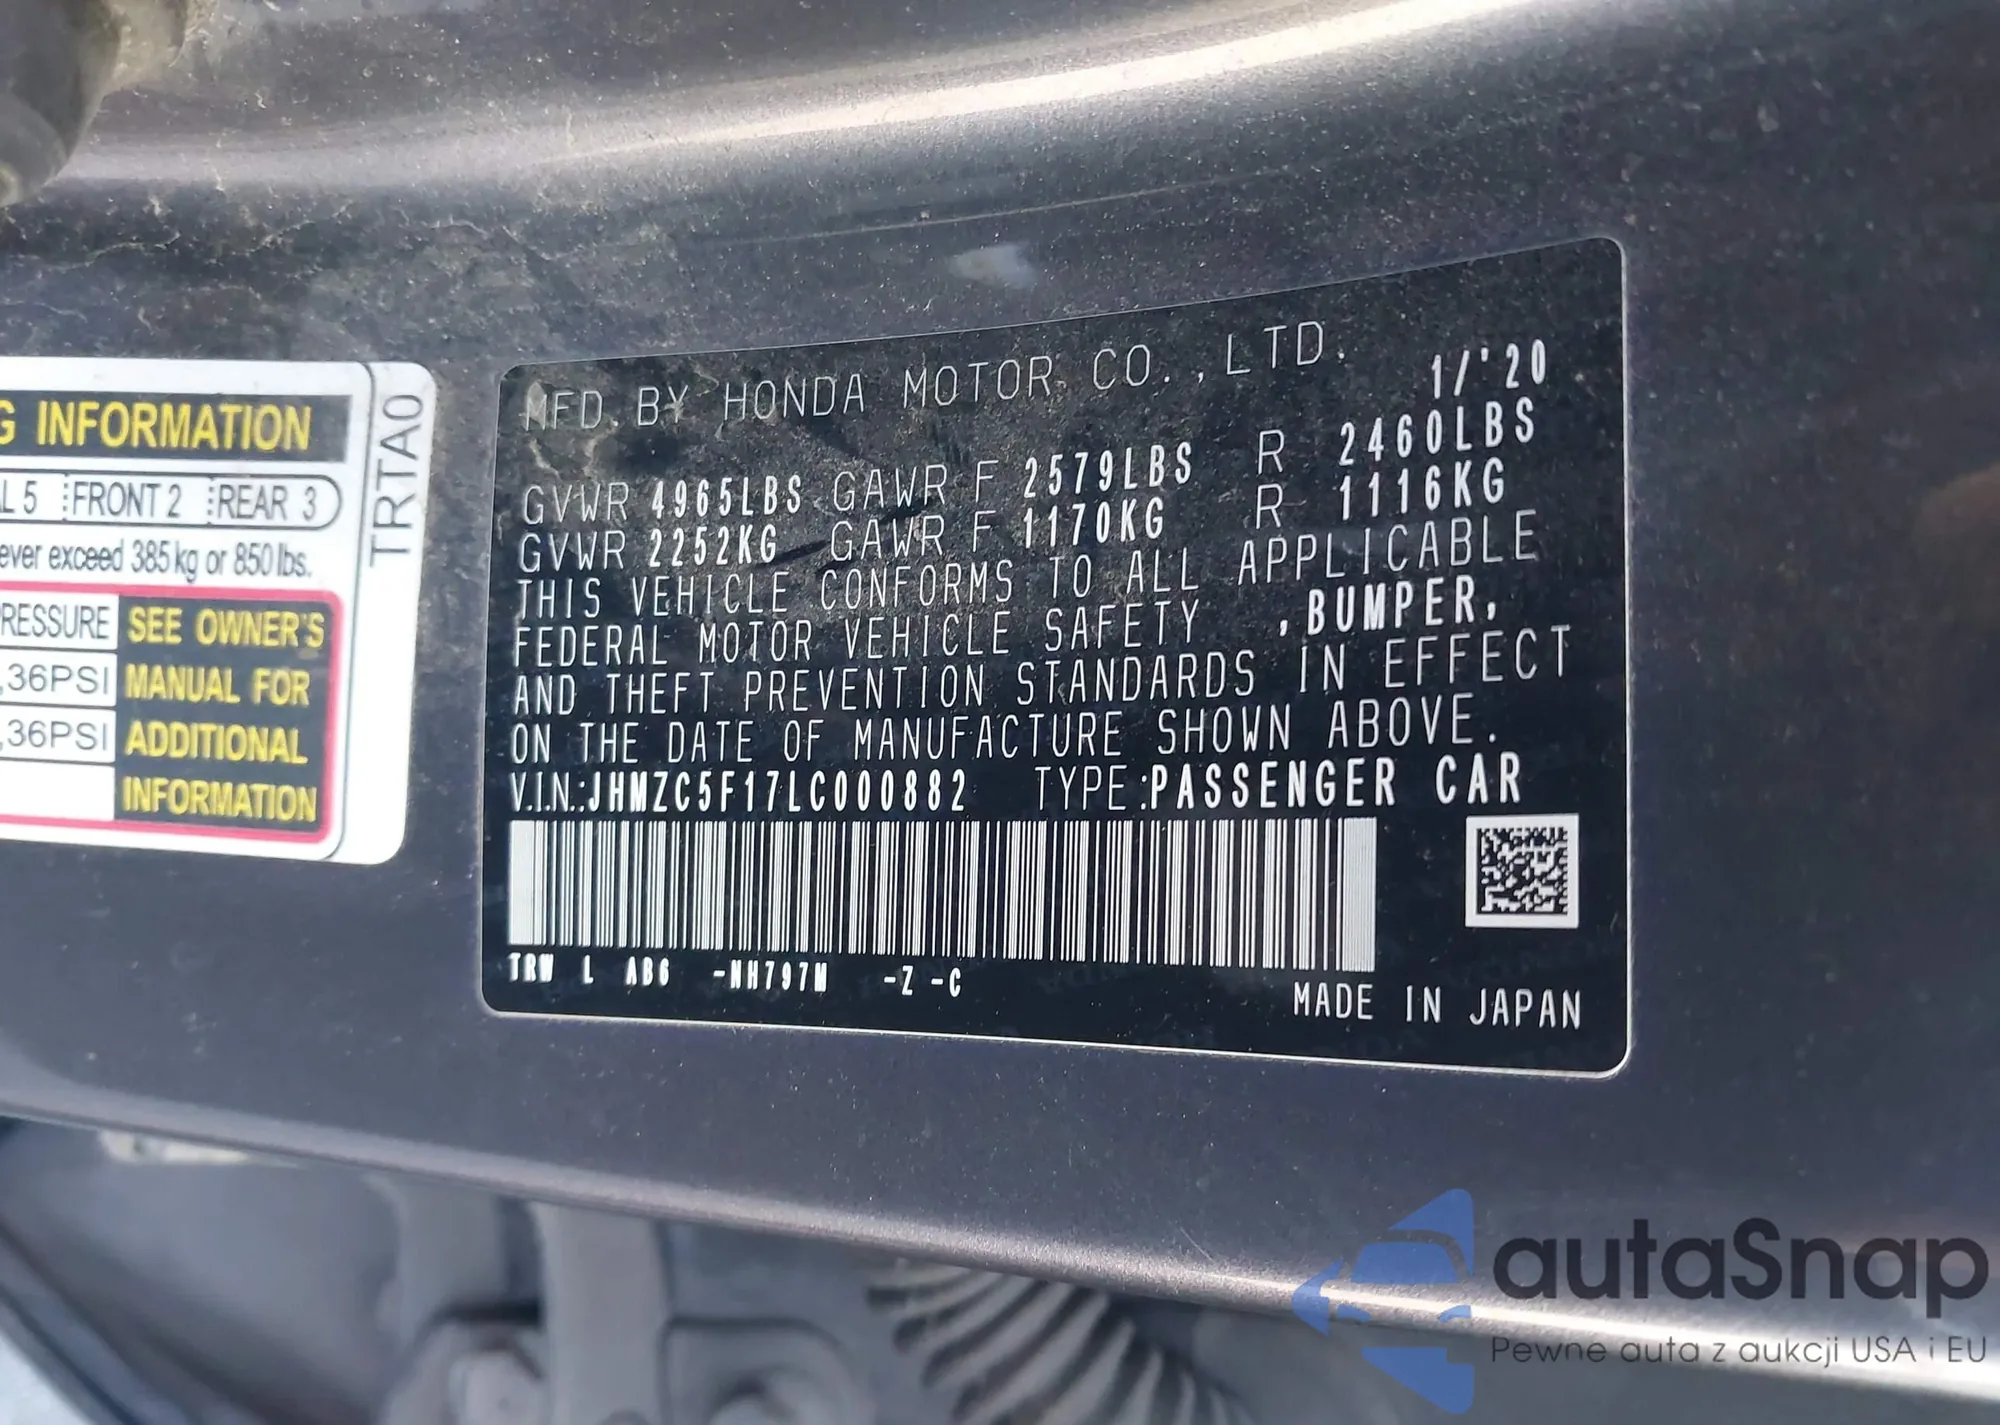 G INFORMATION
L 5 FRONT 2 REAR 3
ever exceed 385 kg or 850 lbs.
RESSURE SEE OWNER'S
,36PSI MANUAL FOR
,36PSI ADDITIONAL
INFORMATION
TRTA0
MFD. BY HONDA MOTOR CO.,LTD. 1/'20
GVWR 4965LBS GAWR F 2579LBS R 2460LBS
GVWR 2252KG GAWR F 1170KG R 1116KG
THIS VEHICLE CONFORMS TO ALL APPLICABLE
FEDERAL MOTOR VEHICLE SAFETY ,BUMPER,
AND THEFT PREVENTION STANDARDS IN EFFECT
ON THE DATE OF MANUFACTURE SHOWN ABOVE.
V.I.N.:JHMZC5F17LC000882 TYPE:PASSENGER CAR
TRW L AB6 -NH797M -Z -C
MADE IN JAPAN
autaSnap
Pewne auta z aukcji USA i EU